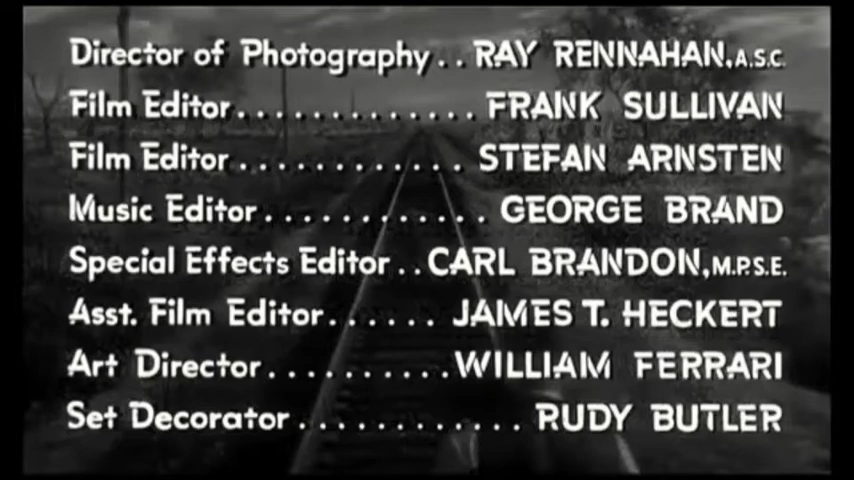 Director of Photography.. RAY RENNAHAN, A.S.C.
Film Editor............. FRANK SULLIVAN
Film Editor............. STEFAN ARNSTEN
Music Editor............ GEORGE BRAND
Special Effects Editor.. CARL BRANDON, M.P.S.E.
Asst. Film Editor...... JAMES T. HECKERT
Art Director.......... WILLIAM FERRARI
Set Decorator............ RUDY BUTLER